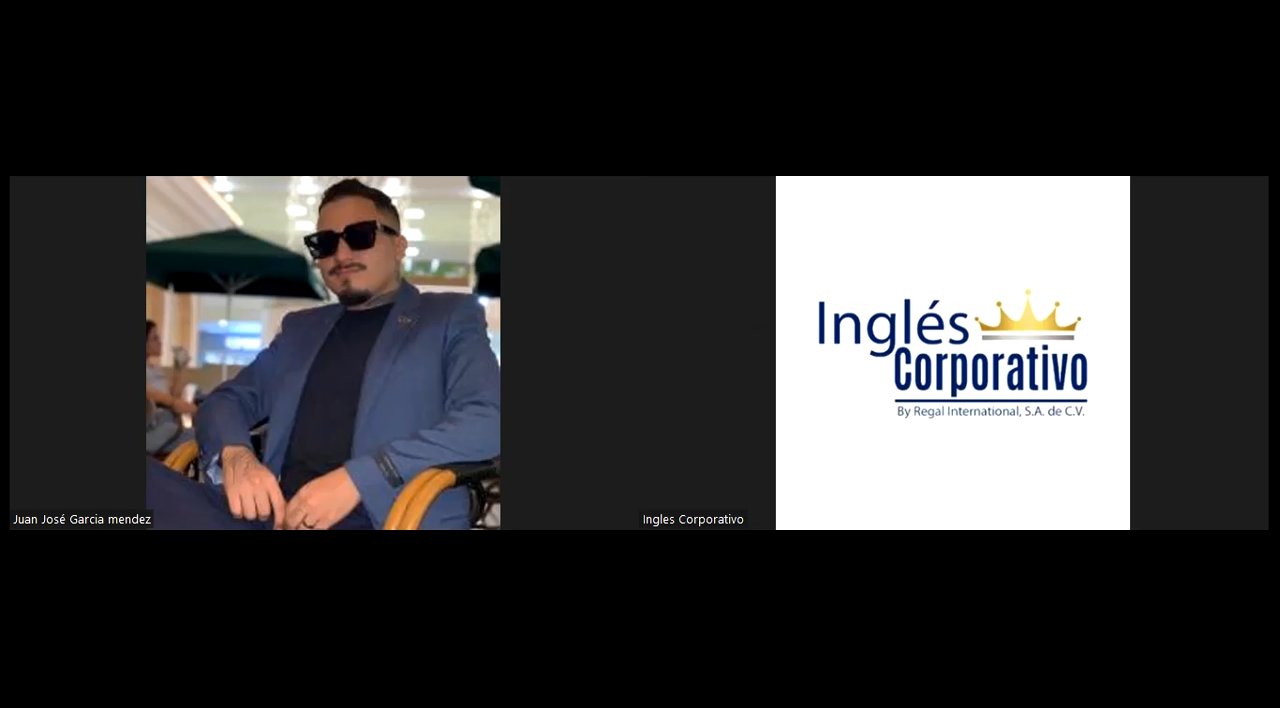 Inglés
Corporativo
By Regal International, S.A. de C.V.
Juan José Garcia mendez
Ingles Corporativo